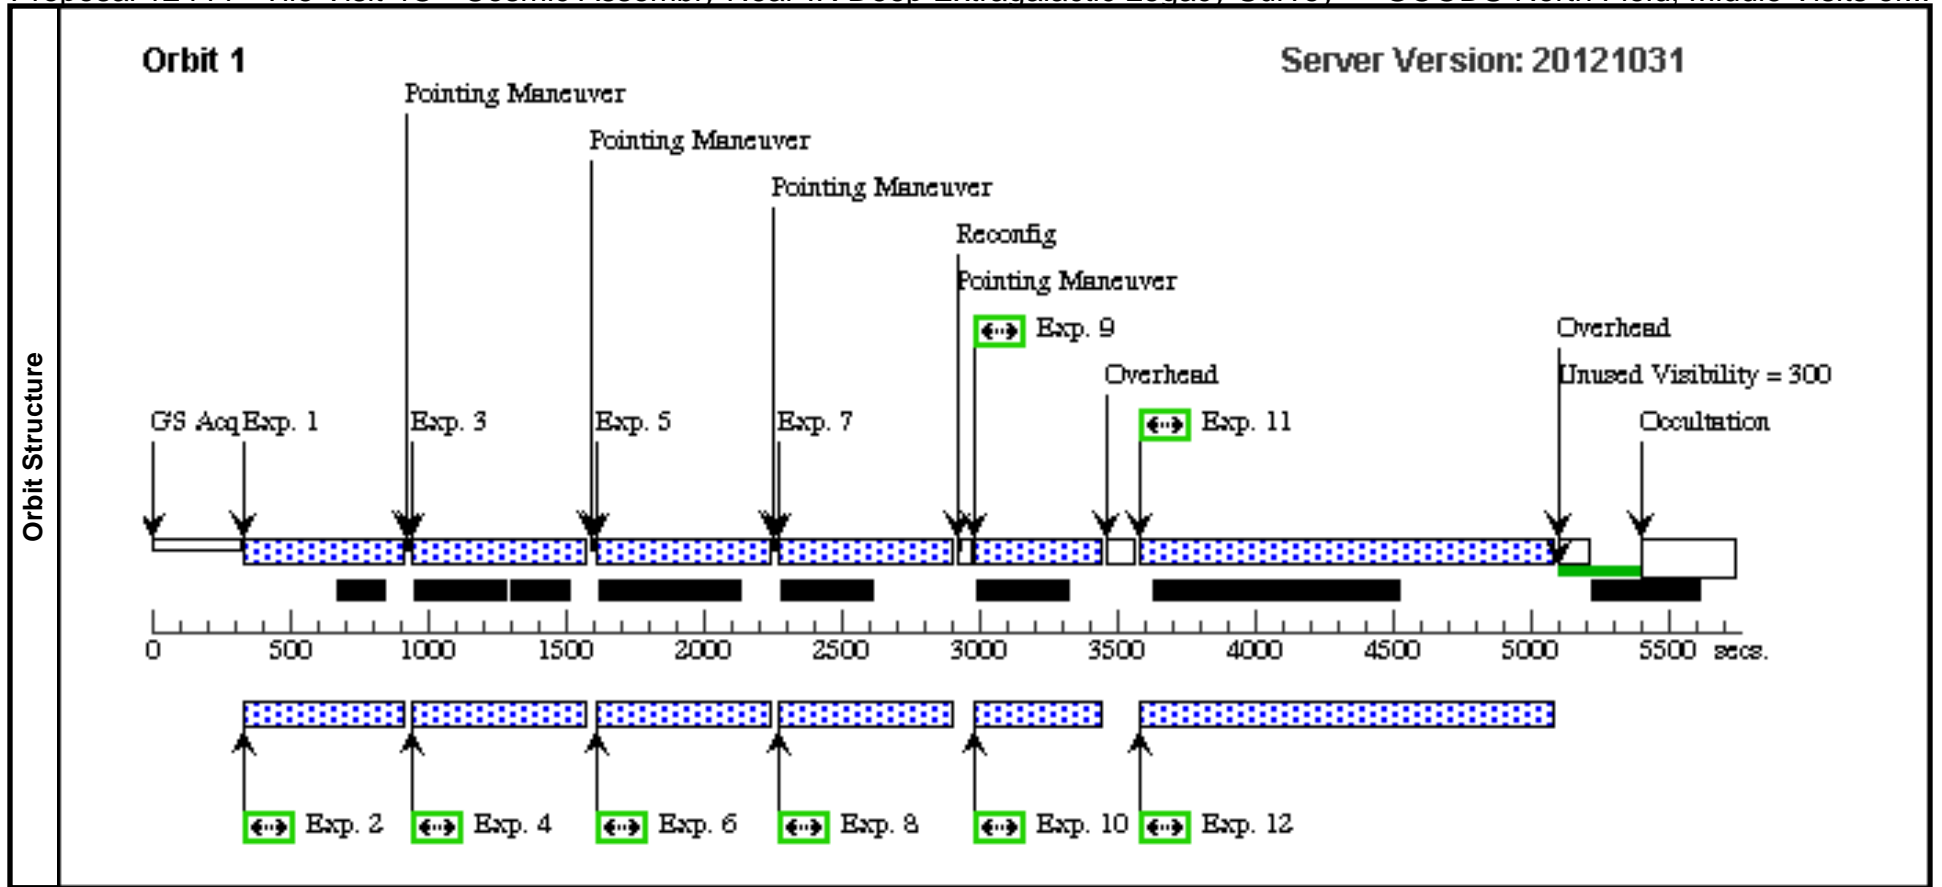 Orbit 1
Server Version: 20121031
Pointing Maneuver
Pointing Maneuver
Pointing Maneuver
Reconfig
Pointing Maneuver
Exp. 9
Overhead
Overhead
Unused Visibility = 300
GS Acq Exp. 1
Exp. 3
Exp. 5
Exp. 7
Exp. 11
Occultation
Orbit Structure
0 500 1000 1500 2000 2500 3000 3500 4000 4500 5000 5500 secs.
Exp. 2
Exp. 4
Exp. 6
Exp. 8
Exp. 10
Exp. 12